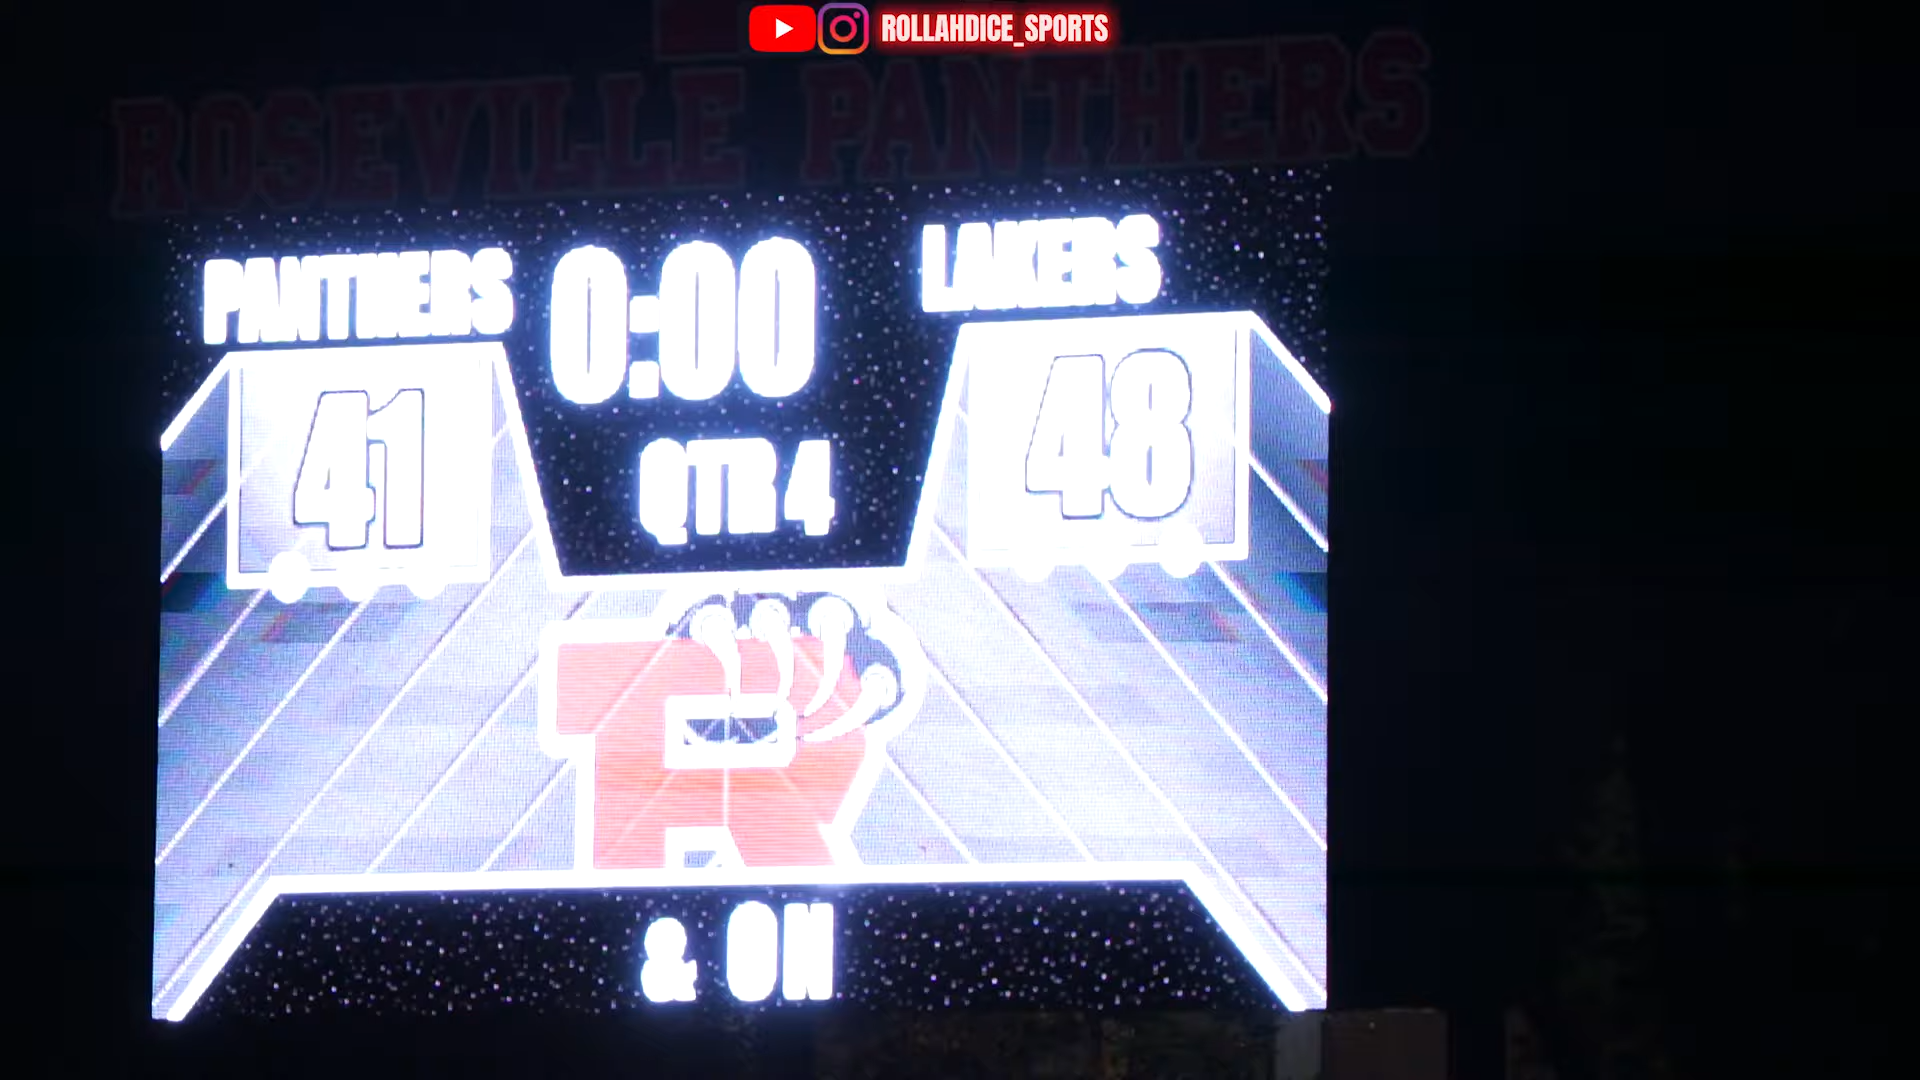 ROLLAHDICE_SPORTS
ROSEVILLE PANTHERS
PANTHERS 0:00 LAKERS
41 48
QTR 4
R
& ON